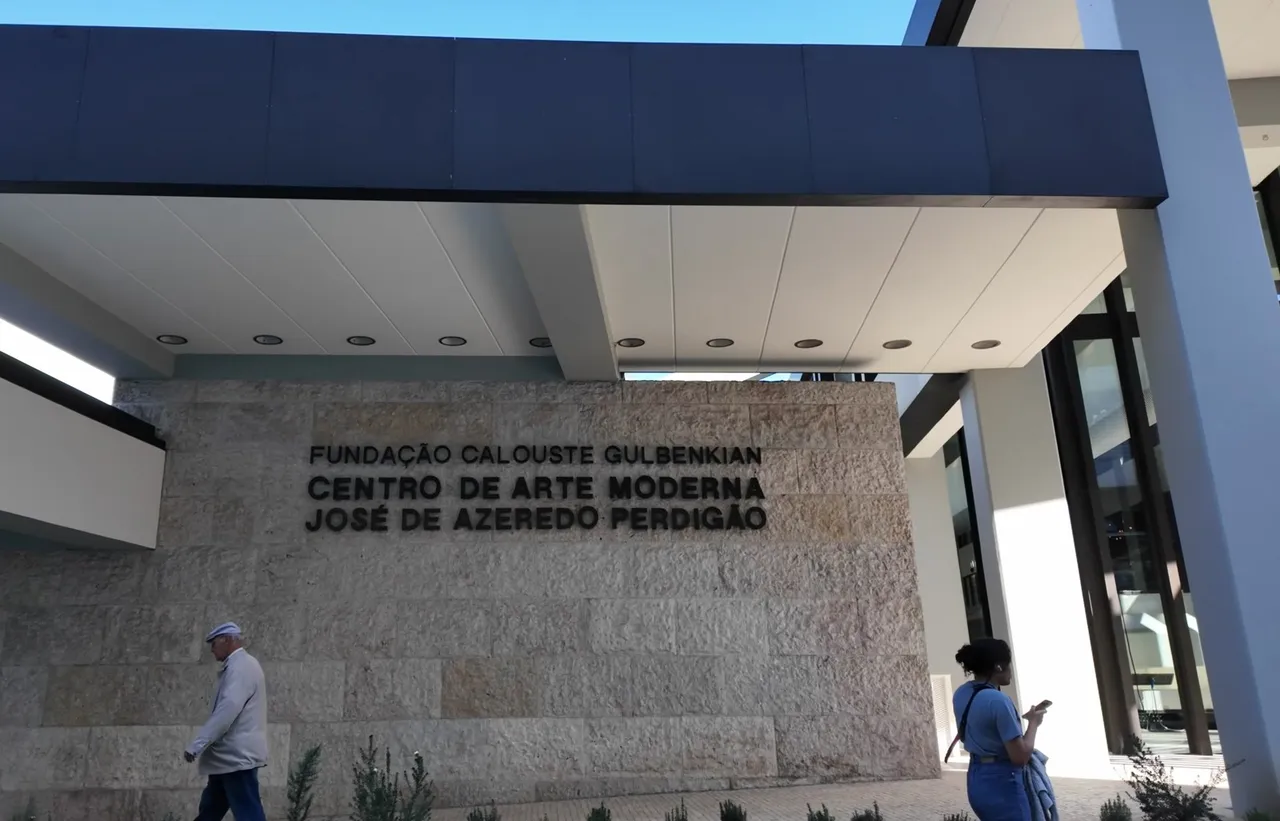 FUNDAÇÃO CALOUSTE GULBENKIAN
CENTRO DE ARTE MODERNA
JOSÉ DE AZEREDO PERDIGÃO